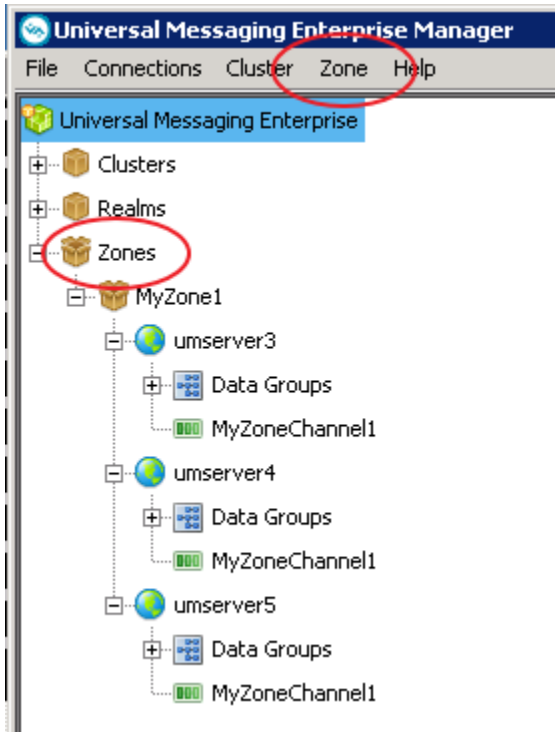 Universal Messaging Enterprise Manager
File Connections Cluster Zone Help
Universal Messaging Enterprise
Clusters
Realms
Zones
MyZone1
umserver3
Data Groups
MyZoneChannel1
umserver4
Data Groups
MyZoneChannel1
umserver5
Data Groups
MyZoneChannel1